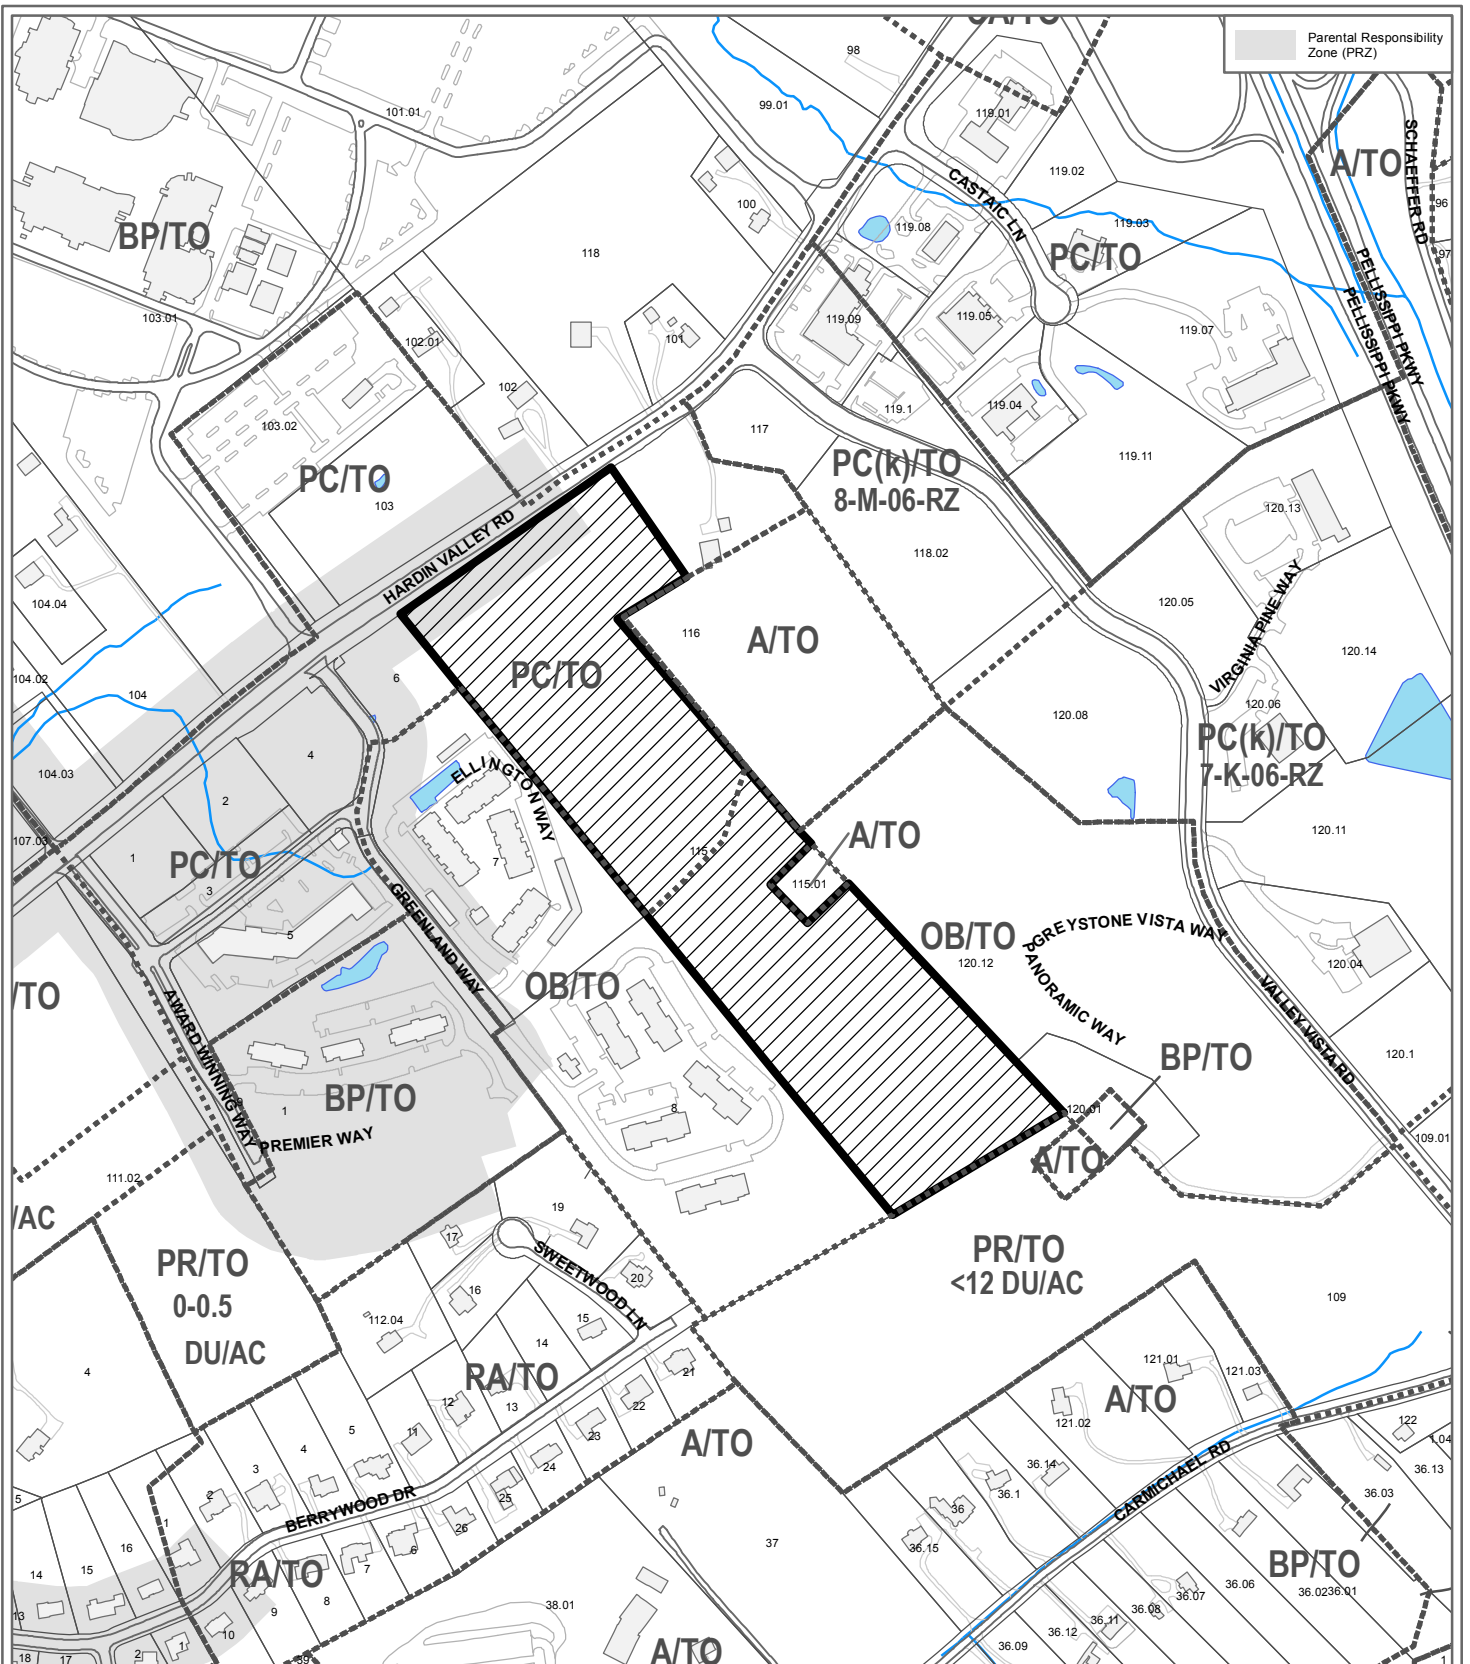 CA/TO
Parental Responsibility
Zone (PRZ)
98
99.01
101.01
119.01
119.02
A/TO
SCHAEFFER RD
96
97
CASTAIC LN
100
119.08
119.03
BP/TO
118
PC/TO
PELLISSIPPI PKWY
PELLISSIPPI PKWY
103.01
119.09
119.05
119.07
102.01
101
102
119.1
119.04
103.02
117
119.11
PC/TO
PC(k)/TO
8-M-06-RZ
103
120.13
HARDIN VALLEY RD
118.02
104.04
120.05
VIRGINIA PINE WAY
116
A/TO
120.14
104.02
104
6
PC/TO
120.08
120.06
PC(k)/TO
7-K-06-RZ
104.03
4
2
ELLINGTON WAY
107.03
1
PC/TO
3
7
115
A/TO
120.11
115.01
GREENLAND WAY
5
OB/TO
120.12
GREYSTONE VISTA WAY
PANORAMIC WAY
120.04
/TO
OB/TO
VALLEY VISTA RD
AWARD WINNING WAY
BP/TO
120.1
9
1
BP/TO
8
120.01
PREMIER WAY
109.01
A/TO
111.02
/AC
19
17
SWEETWOOD LN
PR/TO
0-0.5
DU/AC
PR/TO
<12 DU/AC
20
16
109
112.04
15
14
4
RA/TO
21
121.01
121.03
A/TO
12
13
22
121.02
122
1.04
11
5
4
23
A/TO
3
24
36.14
CARMICHAEL RD
36.13
36.1
36.03
2
25
BERRYWOOD DR
5
1
26
36
16
6
37
36.15
15
14
RA/TO
7
BP/TO
8
36.06
36.02
36.01
36.07
9
13
38.01
36.08
36.11
10
36.12
36.09
1
2
A/TO
18
17
39
1